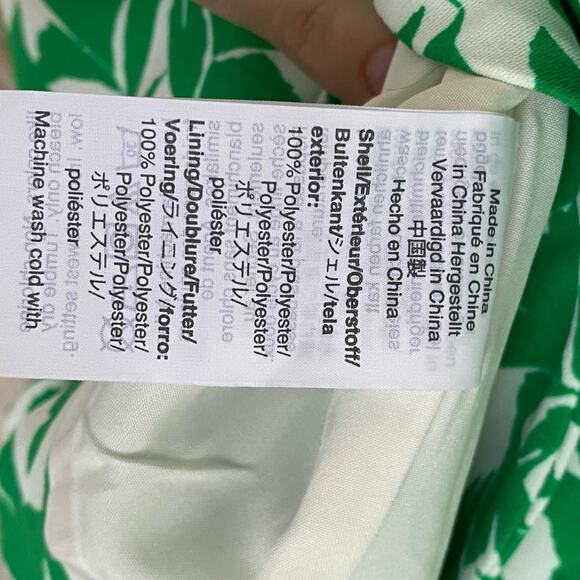 Made in China
Fabriqué en Chine
in China Hergestellt
Vervaardigd in China
中国製
Hecho en China
Shell/Extérieur/Oberstoff/
Buitenkant/シェル/tela
exterior:
100% Polyester/Polyester/
Polyester/Polyester/
ポリエステル/
poliéster
Lining/Doublure/Futter/
Voering/ライニング/forro:
100% Polyester/Polyester/
Polyester/Polyester/
ポリエステル/
poliéster
Machine wash cold with